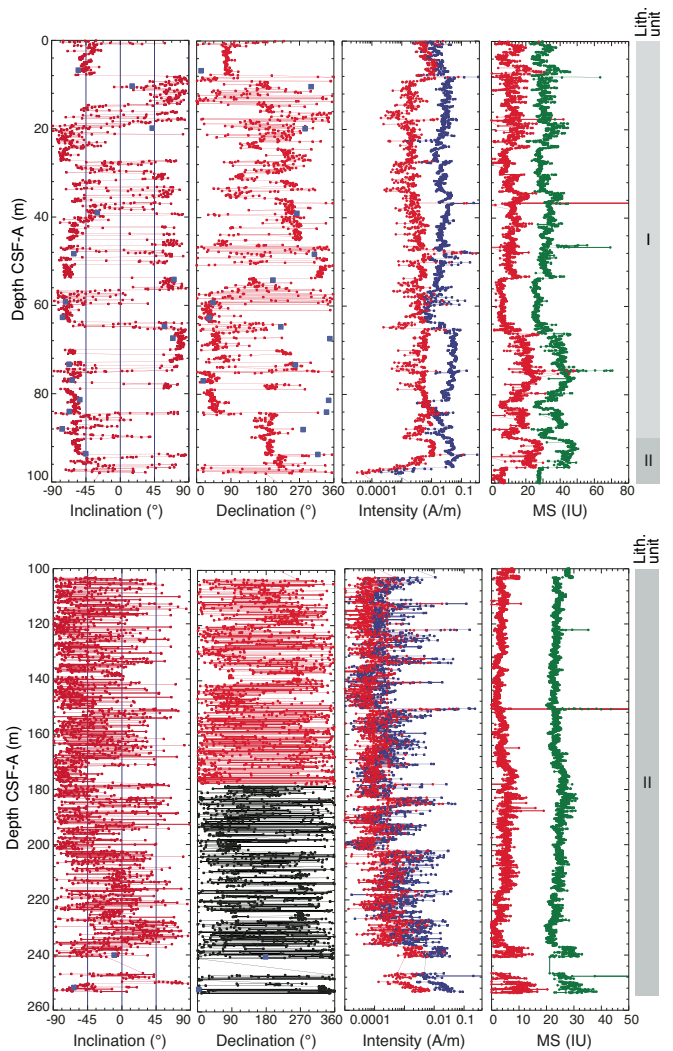 Lith.
unit
0
20
40
60
80
100
Depth CSF-A (m)
I
II
-90 -45 0 45 90
0 90 180 270 360
0.0001 0.01 0.1
0 20 40 60 80
Inclination (°) Declination (°) Intensity (A/m) MS (IU)
Lith.
unit
100
120
140
160
180
200
220
240
260
Depth CSF-A (m)
II
-90 -45 0 45 90
0 90 180 270 360
0.0001 0.01 0.1
0 10 20 30 40 50
Inclination (°) Declination (°) Intensity (A/m) MS (IU)